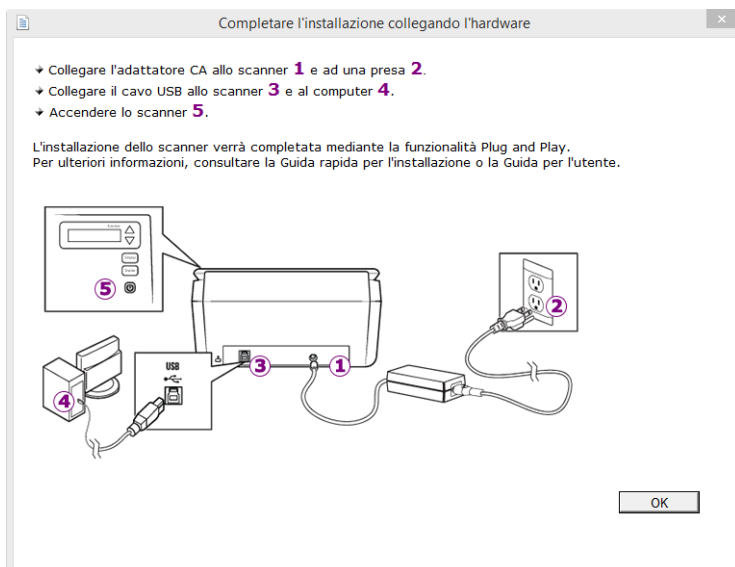 Completare l'installazione collegando l'hardware
Collegare l'adattatore CA allo scanner 1 e ad una presa 2.
Collegare il cavo USB allo scanner 3 e al computer 4.
Accendere lo scanner 5.
L'installazione dello scanner verrà completata mediante la funzionalità Plug and Play.
Per ulteriori informazioni, consultare la Guida rapida per l'installazione o la Guida per l'utente.
5
2
USB
3
1
4
OK